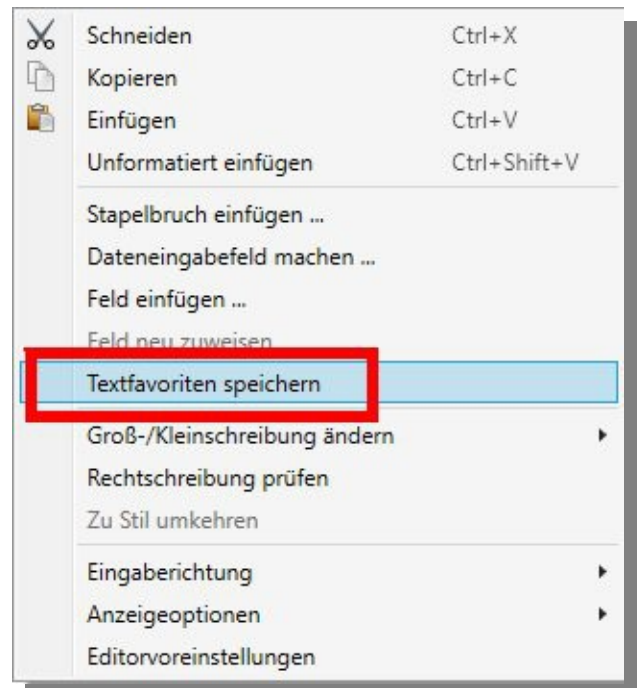 Schneiden Ctrl+X
Kopieren Ctrl+C
Einfügen Ctrl+V
Unformatiert einfügen Ctrl+Shift+V
Stapelbruch einfügen ...
Dateneingabefeld machen ...
Feld einfügen ...
Feld neu zuweisen
Textfavoriten speichern
Groß-/Kleinschreibung ändern
Rechtschreibung prüfen
Zu Stil umkehren
Eingaberichtung
Anzeigeoptionen
Editorvoreinstellungen